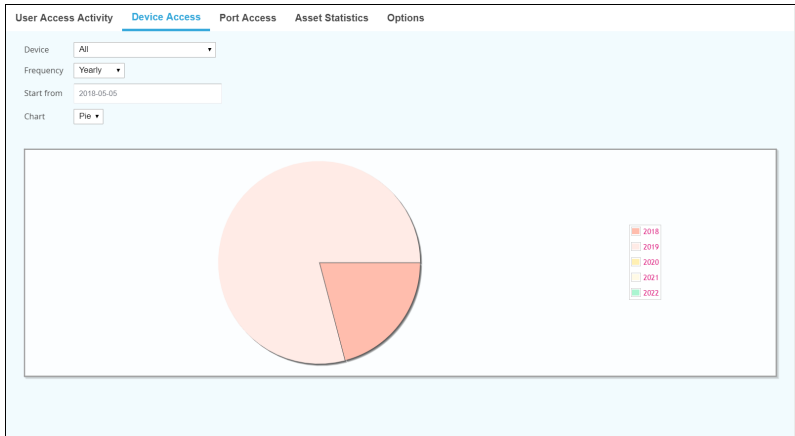 User Access Activity Device Access Port Access Asset Statistics Options
Device All
Frequency Yearly
Start from 2018-05-05
Chart Pie
2018
2019
2020
2021
2022